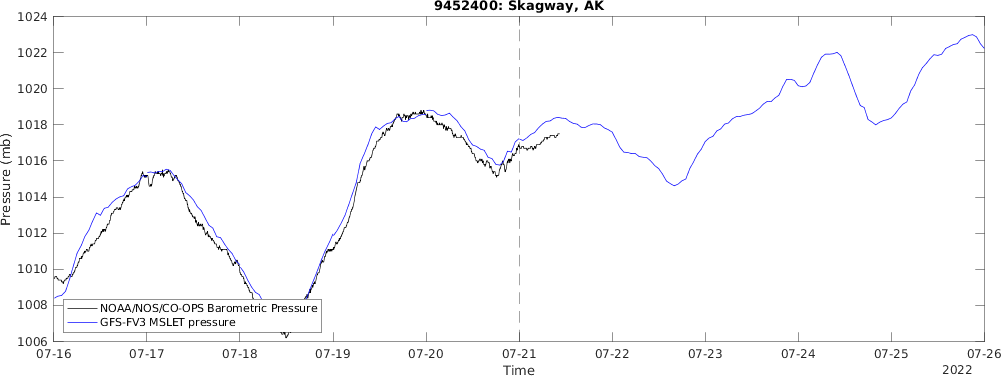 9452400: Skagway, AK
1024
1022
1020
1018
1016
1014
1012
1010
1008
1006
Pressure (mb)
NOAA/NOS/CO-OPS Barometric Pressure
GFS-FV3 MSLET pressure
07-16 07-17 07-18 07-19 07-20 07-21 07-22 07-23 07-24 07-25 07-26
Time
2022